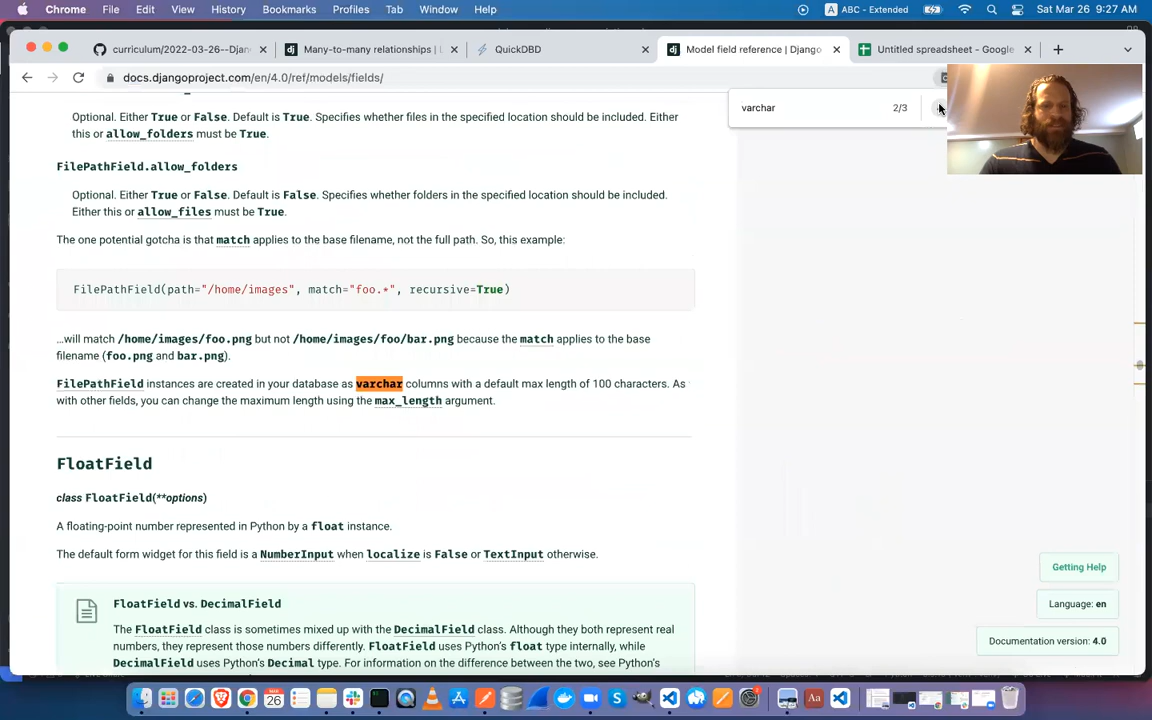 Chrome File Edit View History Bookmarks Profiles Tab Window Help
A ABC - Extended Sat Mar 26 9:27 AM
curriculum/2022-03-26--Djan
Many-to-many relationships |
QuickDBD
Model field reference | Django
Untitled spreadsheet - Google
docs.djangoproject.com/en/4.0/ref/models/fields/
varchar 2/3
Optional. Either True or False. Default is True. Specifies whether files in the specified location should be included. Either
this or allow_folders must be True.
FilePathField.allow_folders
Optional. Either True or False. Default is False. Specifies whether folders in the specified location should be included.
Either this or allow_files must be True.
The one potential gotcha is that match applies to the base filename, not the full path. So, this example:
FilePathField(path="/home/images", match="foo.*", recursive=True)
…will match /home/images/foo.png but not /home/images/foo/bar.png because the match applies to the base
filename (foo.png and bar.png).
FilePathField instances are created in your database as varchar columns with a default max length of 100 characters. As
with other fields, you can change the maximum length using the max_length argument.
FloatField
class FloatField(**options)
A floating-point number represented in Python by a float instance.
The default form widget for this field is a NumberInput when localize is False or TextInput otherwise.
FloatField vs. DecimalField
The FloatField class is sometimes mixed up with the DecimalField class. Although they both represent real
numbers, they represent those numbers differently. FloatField uses Python's float type internally, while
DecimalField uses Python's Decimal type. For information on the difference between the two, see Python's
Getting Help
Language: en
Documentation version: 4.0